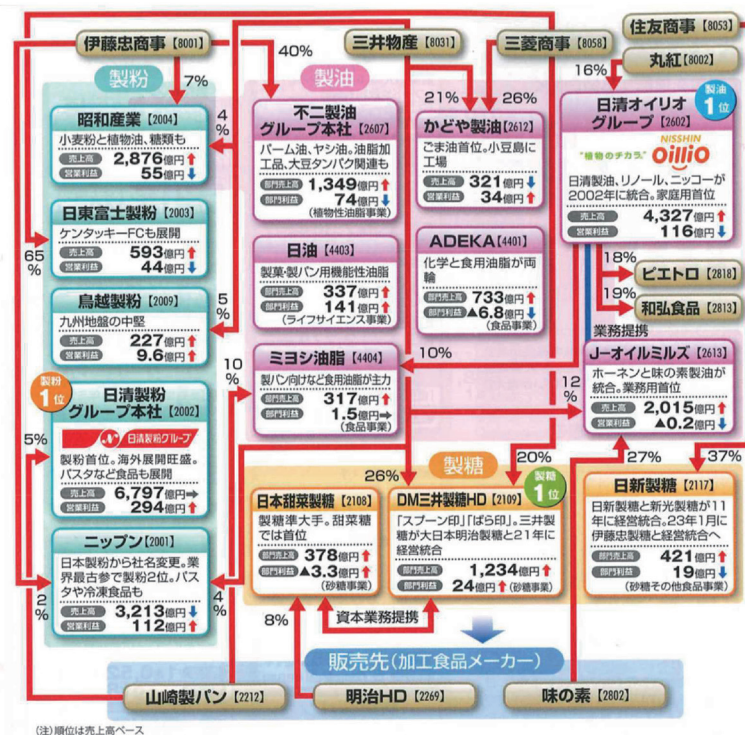 伊藤忠商事【8001】
三井物産【8031】
三菱商事【8058】
住友商事【8053】
丸紅【8002】
40%
7%
4%
21%
26%
16%
製粉
昭和産業【2004】
小麦粉と植物油、糖類も
売上高 2,876億円↑
営業利益 55億円↓
日東富士製粉【2003】
ケンタッキーFCも展開
売上高 593億円↑
営業利益 44億円↓
65%
鳥越製粉【2009】
九州地盤の中堅
売上高 227億円↑
営業利益 9.6億円↑
5%
製粉1位
日清製粉
グループ本社【2002】
日清製粉グループ
製粉首位。海外展開旺盛。
パスタなど食品も展開
売上高 6,797億円→
営業利益 294億円↑
5%
ニップン【2001】
日本製粉から社名変更。業
界最古参で製粉2位。パス
タや冷凍食品も
売上高 3,213億円↓
営業利益 112億円↑
2%
4%
製油
不二製油
グループ本社【2607】
パーム油、ヤシ油。油脂加
工品、大豆タンパク関連も
部門売上高 1,349億円↑
部門利益 74億円↓
(植物性油脂事業)
日油【4403】
製菓・製パン用機能性油脂
部門売上高 337億円↑
部門利益 141億円↑
(ライフサイエンス事業)
ミヨシ油脂【4404】
製パン向けなど食用油脂が主力
部門売上高 317億円↑
部門利益 1.5億円→
(食品事業)
10%
10%
かどや製油【2612】
ごま油首位。小豆島に
工場
売上高 321億円↓
営業利益 34億円↑
ADEKA【4401】
化学と食用油脂が両
輪
部門売上高 733億円↑
部門利益 ▲6.8億円↓
(食品事業)
製油1位
日清オイリオ
グループ【2602】
NISSHIN
"植物のチカラ" OilliO
日清製油、リノール、ニッコーが
2002年に統合。家庭用首位
売上高 4,327億円↑
営業利益 116億円↓
18%
ピエトロ【2818】
19%
和弘食品【2813】
業務提携
J-オイルミルズ【2613】
ホーネンと味の素製油が
統合。業務用首位
売上高 2,015億円↑
営業利益 ▲0.2億円↓
12%
27%
37%
製糖
26%
20%
日本甜菜製糖【2108】
製糖準大手。甜菜糖
では首位
部門売上高 378億円↑
部門利益 ▲3.3億円↑
(砂糖事業)
製糖1位
DM三井製糖HD【2109】
「スプーン印」「ばら印」。三井製
糖が大日本明治製糖と21年に
経営統合
部門売上高 1,234億円↑
部門利益 24億円↑(砂糖事業)
日新製糖【2117】
日新製糖と新光製糖が11
年に経営統合。23年1月に
伊藤忠製糖と経営統合へ
部門売上高 421億円↑
部門利益 19億円↓
(砂糖その他食品事業)
8%
資本業務提携
販売先(加工食品メーカー)
山崎製パン【2212】
明治HD【2269】
味の素【2802】
(注)順位は売上高ベース